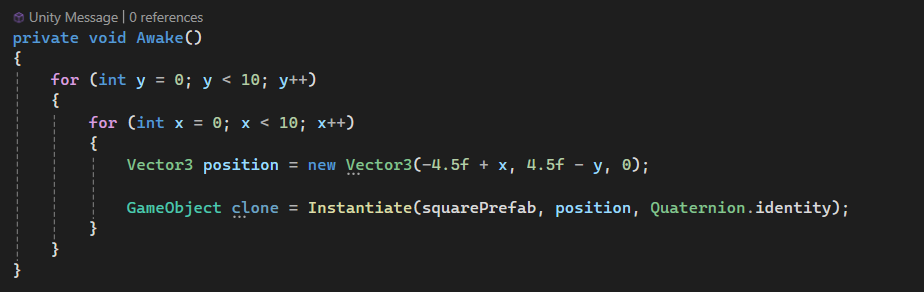 Unity Message | 0 references
private void Awake()
{
for (int y = 0; y < 10; y++)
{
for (int x = 0; x < 10; x++)
{
Vector3 position = new Vector3(-4.5f + x, 4.5f - y, 0);
GameObject clone = Instantiate(squarePrefab, position, Quaternion.identity);
}
}
}